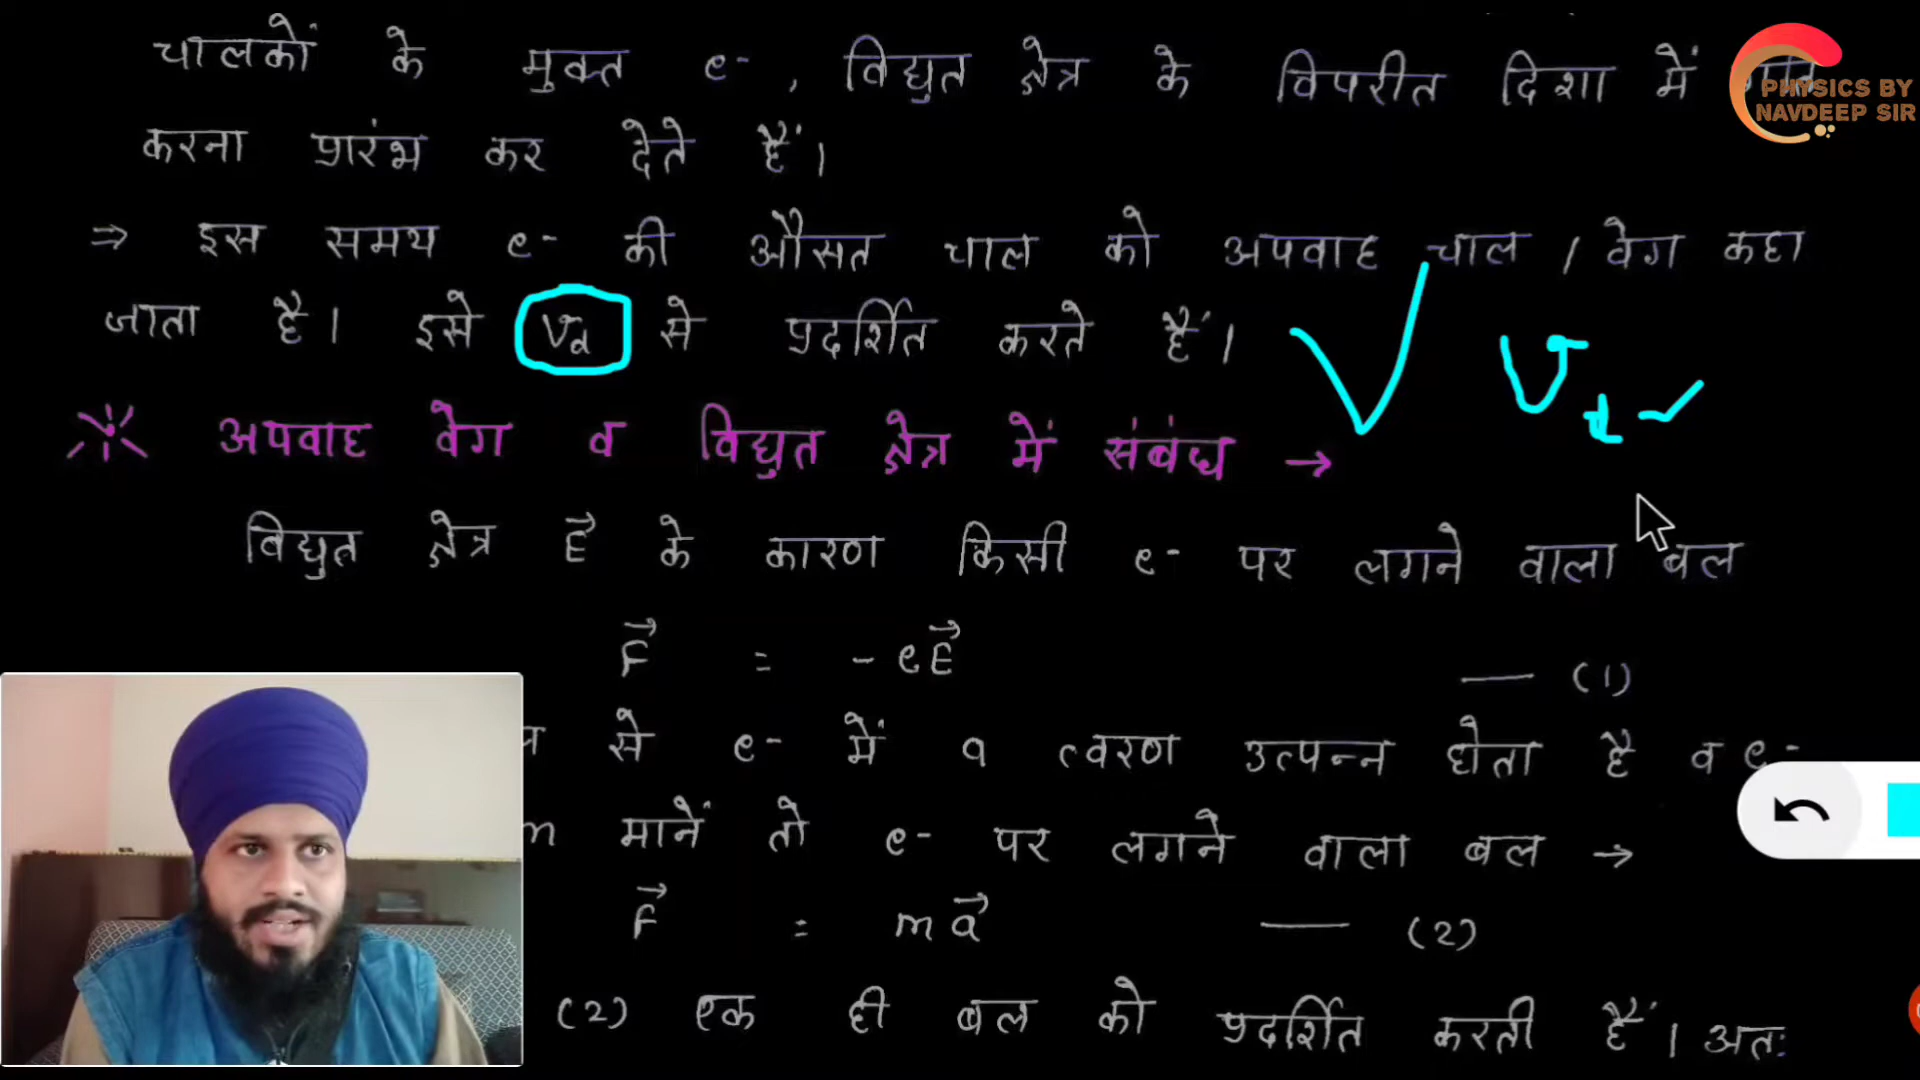 चालकों के मुक्त e- , विद्युत क्षेत्र के विपरीत दिशा में
PHYSICS BY
NAVDEEP SIR
करना प्रारंभ कर देते हैं।
⇒ इस समय e- की औसत चाल को अपवाह चाल / वेग कहा
जाता है। इसे vd से प्रदर्शित करते हैं।
vd
अपवाह वेग व विद्युत क्षेत्र में संबंध →
विद्युत क्षेत्र E⃗ के कारण किसी e- पर लगने वाला बल
F⃗ = - eE⃗ — (1)
से e- में a त्वरण उत्पन्न होता है व e-
m मानें तो e- पर लगने वाला बल →
F⃗ = ma⃗ — (2)
(2) एक ही बल को प्रदर्शित करती हैं। अतः